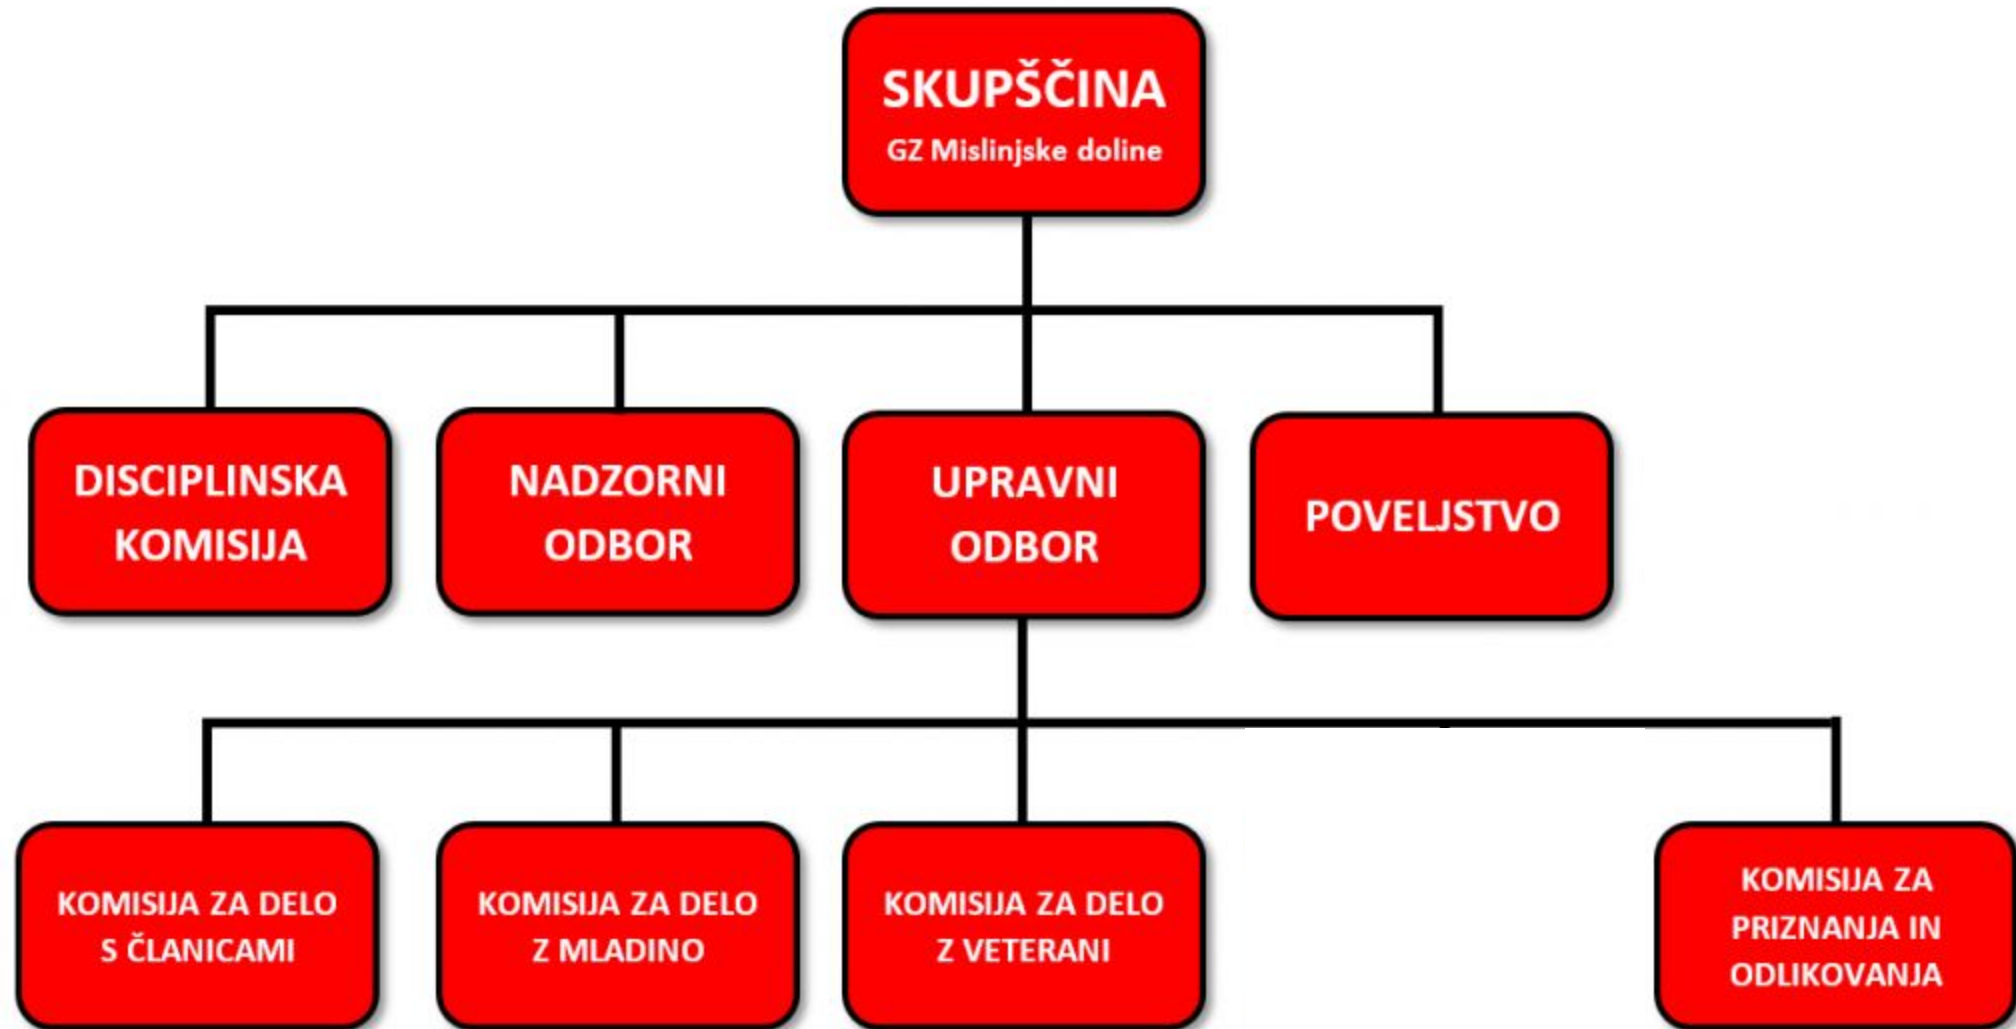 SKUPŠČINA
GZ Mislinjske doline
DISCIPLINSKA
KOMISIJA
NADZORNI
ODBOR
UPRAVNI
ODBOR
POVELJSTVO
KOMISIJA ZA DELO
S ČLANICAMI
KOMISIJA ZA DELO
Z MLADINO
KOMISIJA ZA DELO
Z VETERANI
KOMISIJA ZA
PRIZNANJA IN
ODLIKOVANJA